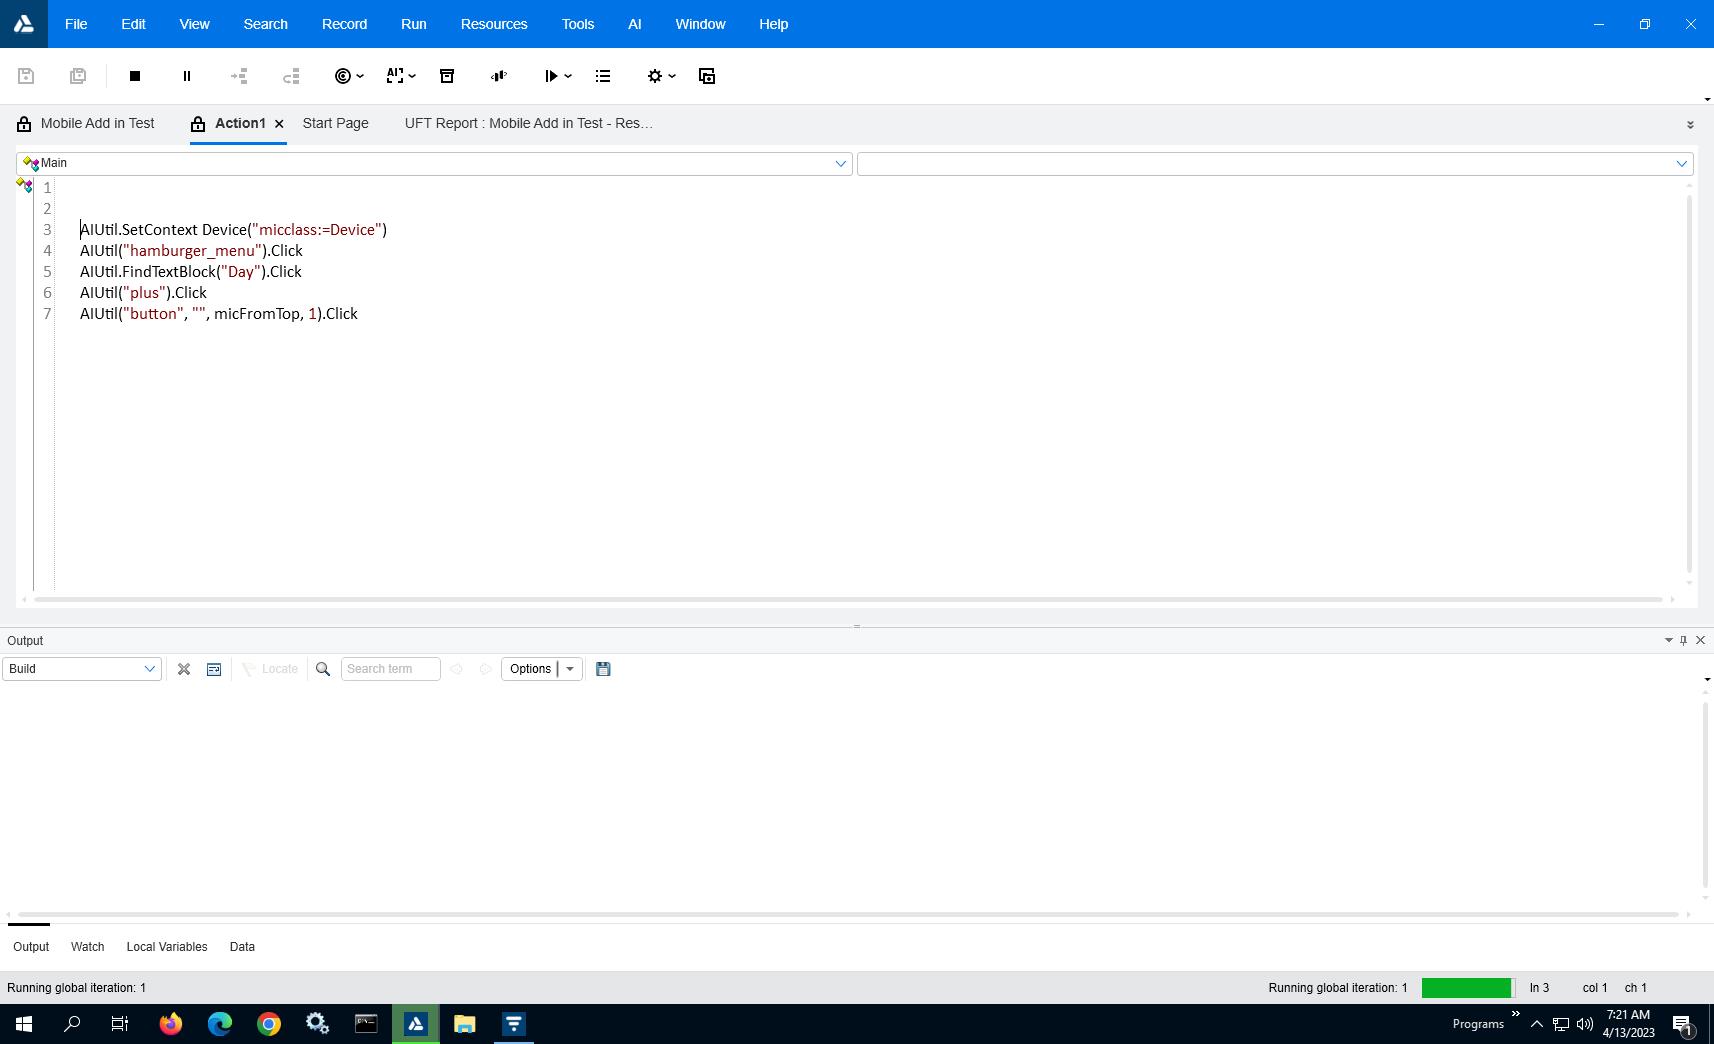 File Edit View Search Record Run Resources Tools AI Window Help
AI
Mobile Add in Test Action1 Start Page UFT Report : Mobile Add in Test - Res...
Main
1
2
3 AIUtil.SetContext Device("micclass:=Device")
4 AIUtil("hamburger_menu").Click
5 AIUtil.FindTextBlock("Day").Click
6 AIUtil("plus").Click
7 AIUtil("button", "", micFromTop, 1).Click
Output
Build Locate Search term Options
Output Watch Local Variables Data
Running global iteration: 1 Running global iteration: 1 ln 3 col 1 ch 1
Programs 7:21 AM
4/13/2023 1